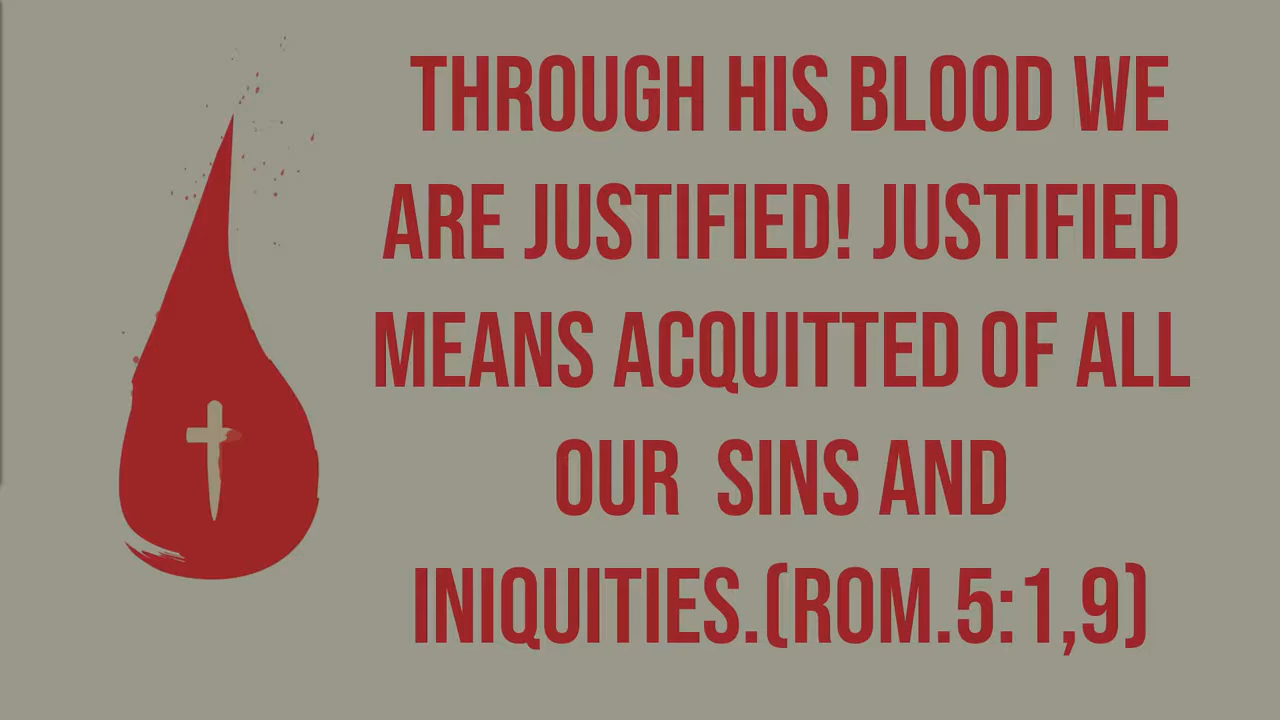 THROUGH HIS BLOOD WE
ARE JUSTIFIED! JUSTIFIED
MEANS ACQUITTED OF ALL
OUR  SINS AND
INIQUITIES.(ROM.5:1,9)